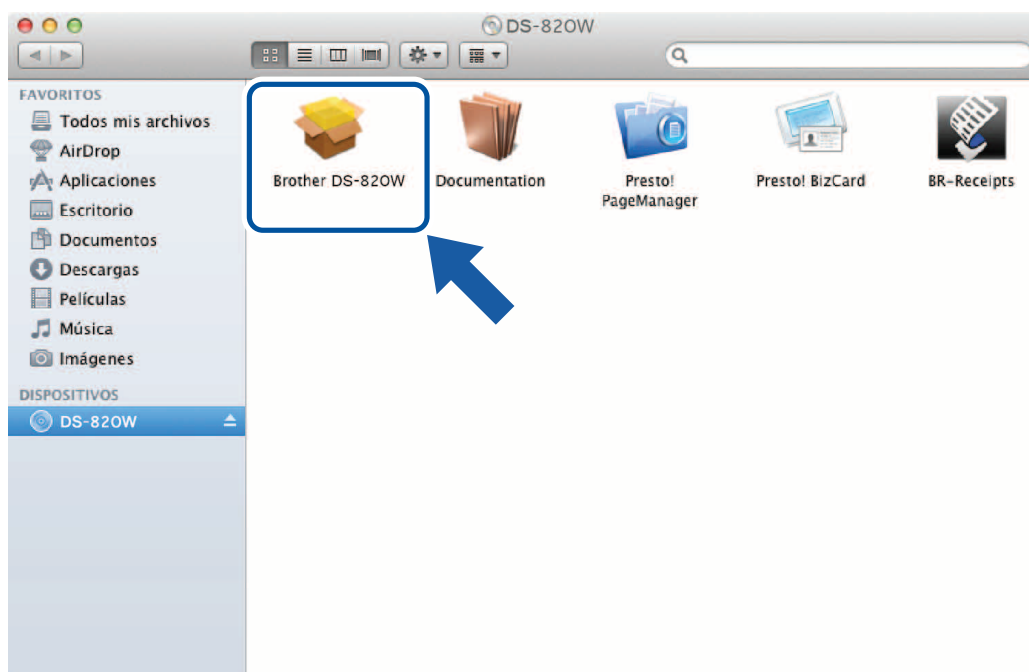 DS-820W
FAVORITOS
Todos mis archivos
AirDrop
Aplicaciones
Escritorio
Documentos
Descargas
Películas
Música
Imágenes
DISPOSITIVOS
DS-820W
Brother DS-820W
Documentation
Presto!
PageManager
Presto! BizCard
BR-Receipts